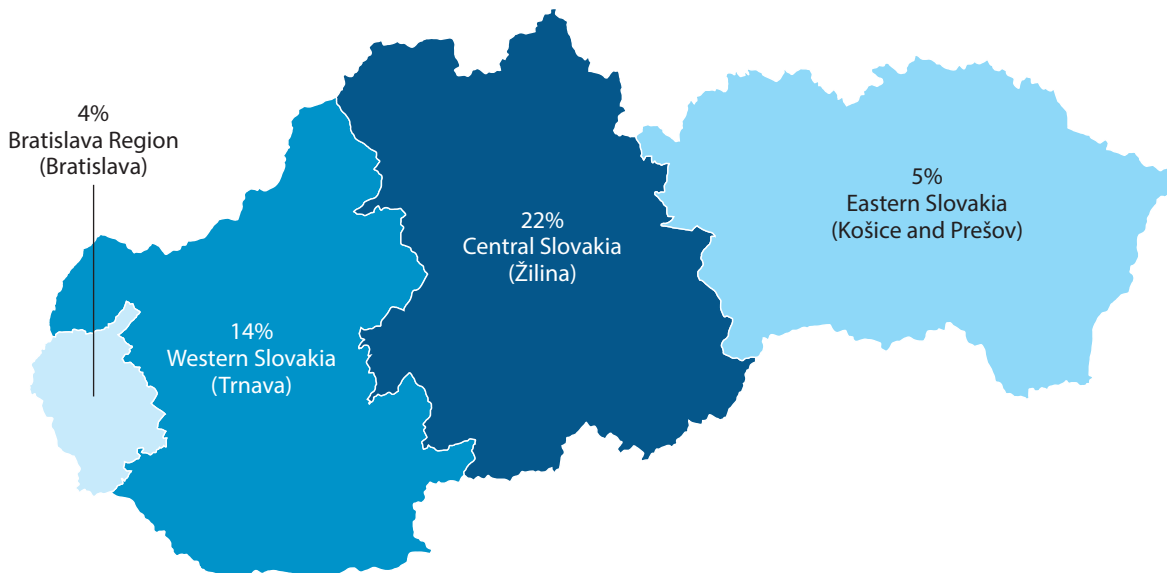 4%
Bratislava Region
(Bratislava)
14%
Western Slovakia
(Trnava)
22%
Central Slovakia
(Žilina)
5%
Eastern Slovakia
(Košice and Prešov)